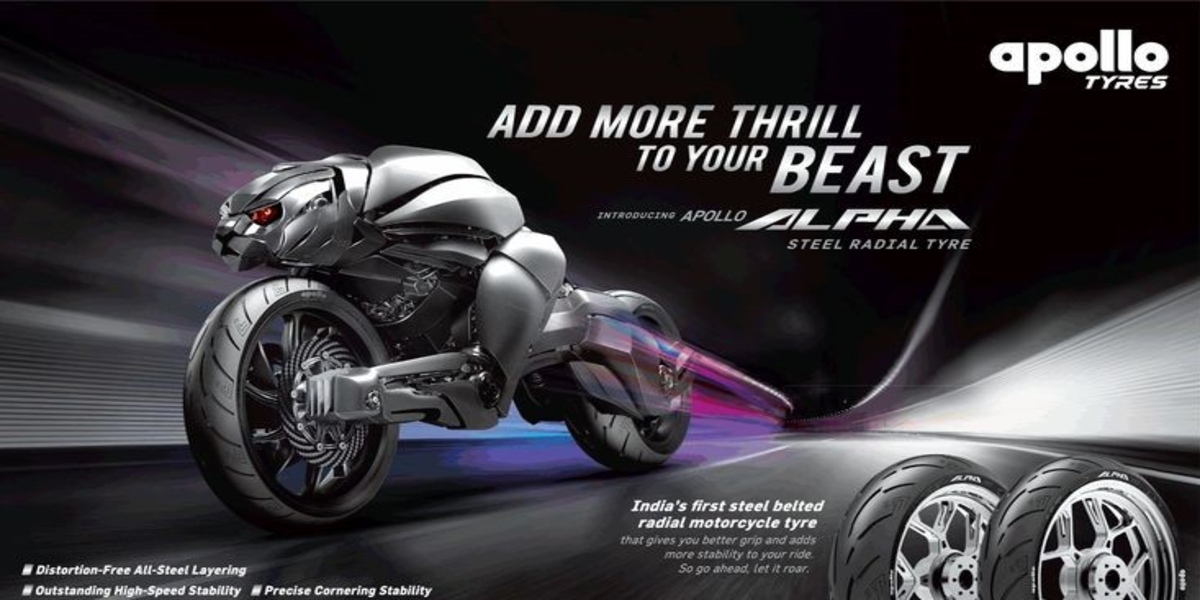 apollo
TYRES
ADD MORE THRILL
TO YOUR BEAST
INTRODUCING APOLLO ALPHA
STEEL RADIAL TYRE
apollo
India's first steel belted
radial motorcycle tyre
that gives you better grip and adds
more stability to your ride.
So go ahead, let it roar.
ALPHA
ALPHA
apollo
Distortion-Free All-Steel Layering
Outstanding High-Speed Stability Precise Cornering Stability